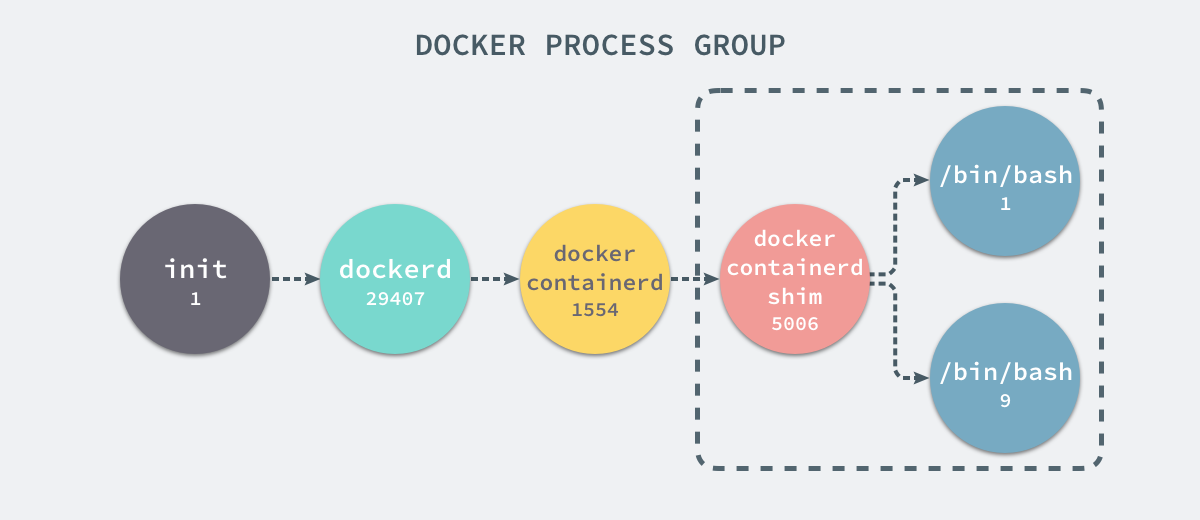 DOCKER PROCESS GROUP
init
1
dockerd
29407
docker
containerd
1554
docker
containerd
shim
5006
/bin/bash
1
/bin/bash
9